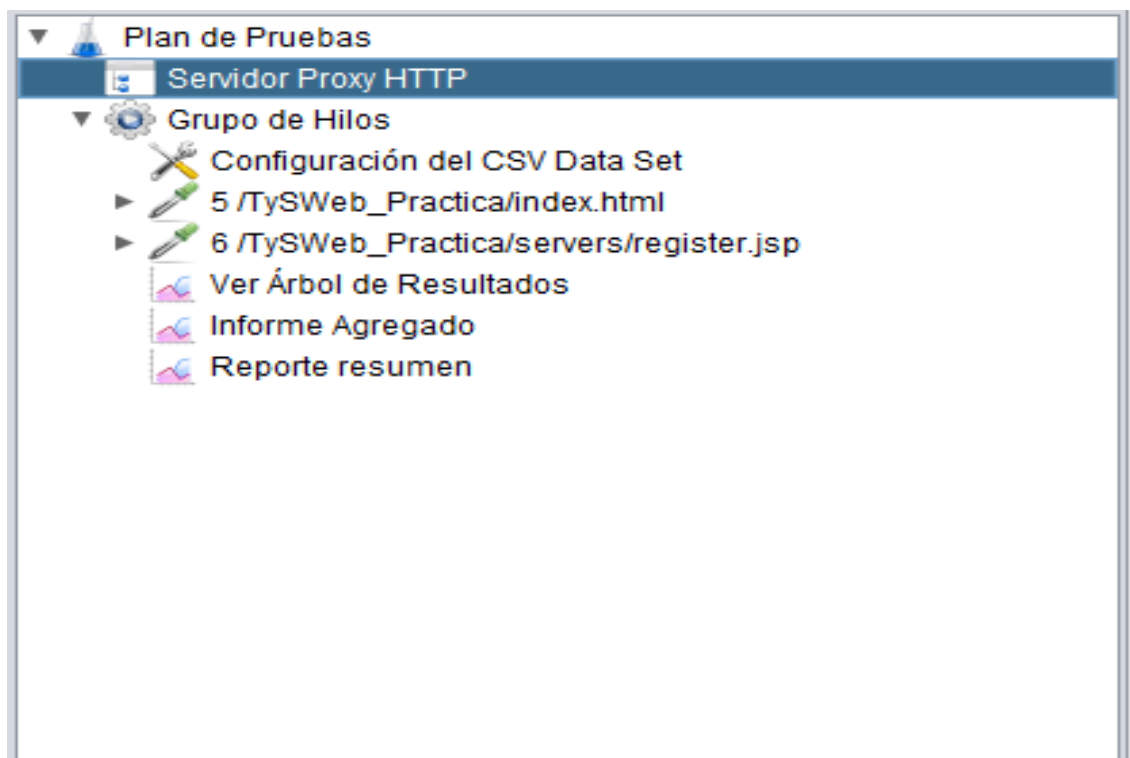 Plan de Pruebas
Servidor Proxy HTTP
Grupo de Hilos
Configuración del CSV Data Set
5 /TySWeb_Practica/index.html
6 /TySWeb_Practica/servers/register.jsp
Ver Árbol de Resultados
Informe Agregado
Reporte resumen